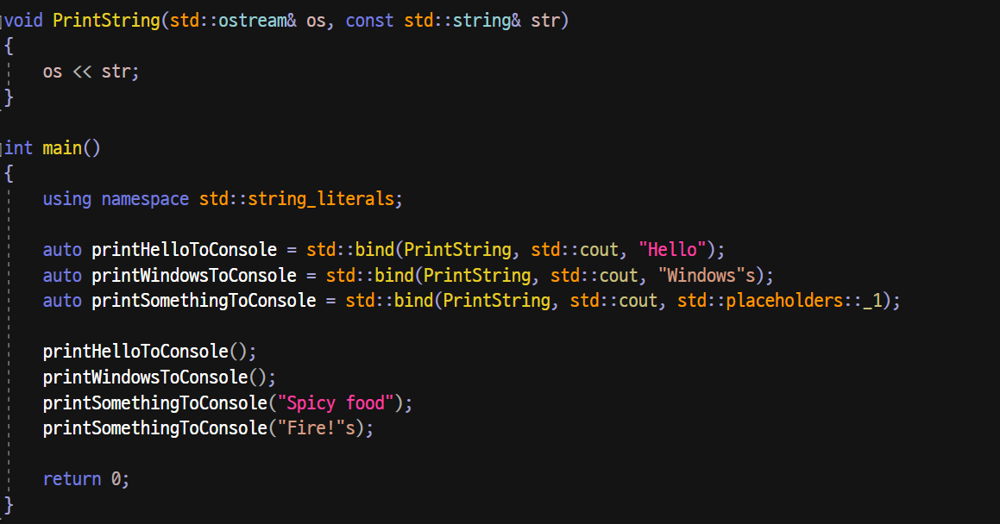 void PrintString(std::ostream& os, const std::string& str)
{
    os << str;
}

int main()
{
    using namespace std::string_literals;

    auto printHelloToConsole = std::bind(PrintString, std::cout, "Hello");
    auto printWindowsToConsole = std::bind(PrintString, std::cout, "Windows"s);
    auto printSomethingToConsole = std::bind(PrintString, std::cout, std::placeholders::_1);

    printHelloToConsole();
    printWindowsToConsole();
    printSomethingToConsole("Spicy food");
    printSomethingToConsole("Fire!"s);

    return 0;
}